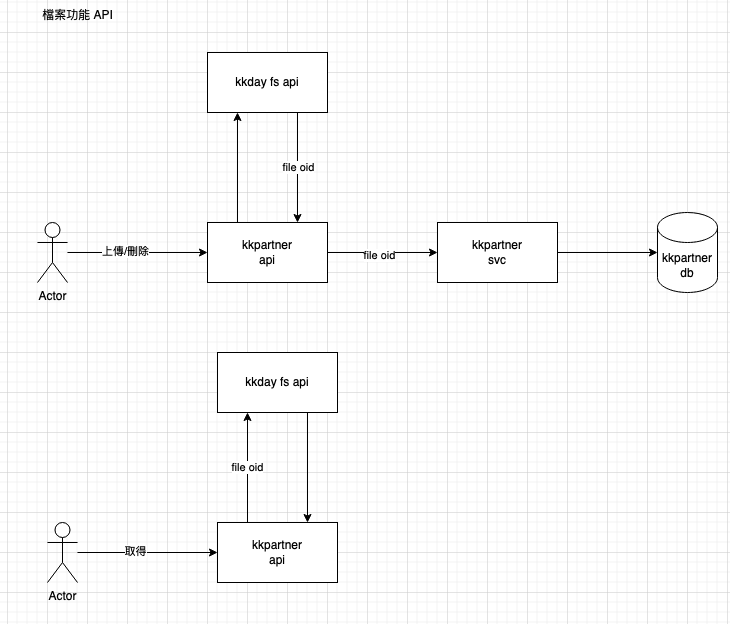 檔案功能 API
kkday fs api
file oid
上傳/刪除
kkpartner
api
file oid
kkpartner
svc
kkpartner
db
Actor
kkday fs api
file oid
取得
kkpartner
api
Actor